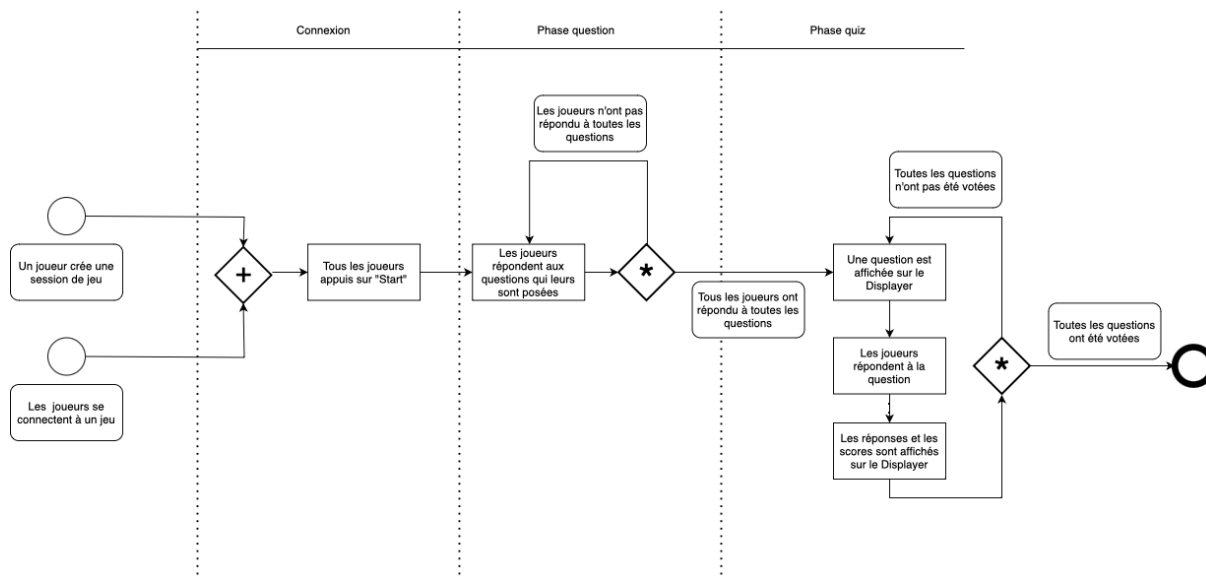 Connexion
Phase question
Phase quiz
Les joueurs n'ont pas
répondu à toutes les
questions
Toutes les questions
n'ont pas été votées
Un joueur crée une
session de jeu
+
Tous les joueurs
appuis sur "Start"
Les joueurs
répondent aux
questions qui leurs
sont posées
*
Tous les joueurs ont
répondu à toutes les
questions
Une question est
affichée sur le
Displayer
Les joueurs
répondent à la
question
Les réponses et les
scores sont affichés
sur le Displayer
*
Toutes les questions
ont été votées
Les joueurs se
connectent à un jeu